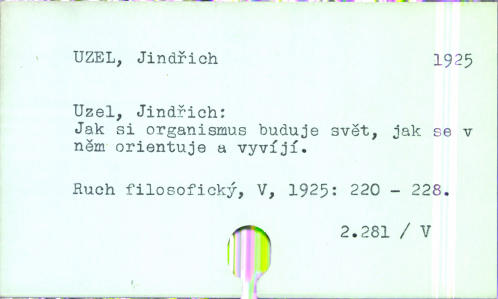 UZEL, Jindřich 1925
Uzel, Jindřich:
Jak si organismus buduje svět, jak se v
něm orientuje a vyvíjí.
Ruch filosofický, V, 1925: 220 - 228.
2.281 / V